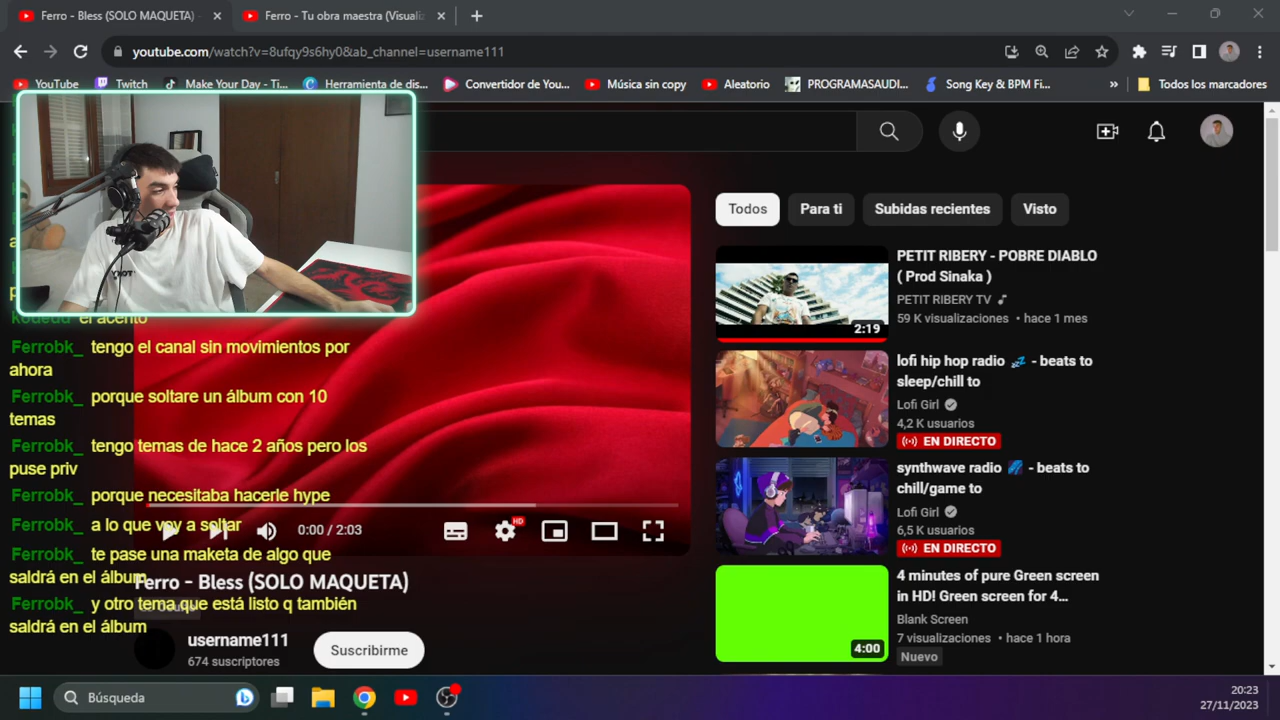 Ferro - Bless (SOLO MAQUETA) -
Ferro - Tu obra maestra (Visualiz
youtube.com/watch?v=8ufqy9s6hy0&ab_channel=username111
YouTube
Twitch
Make Your Day - Ti...
Herramienta de dis...
Convertidor de You...
Música sin copy
Aleatorio
PROGRAMASAUDI...
Song Key & BPM Fi...
»
Todos los marcadores
Todos
Para ti
Subidas recientes
Visto
PETIT RIBERY - POBRE DIABLO
( Prod Sinaka )
PETIT RIBERY TV
59 K visualizaciones • hace 1 mes
2:19
lofi hip hop radio 💤 - beats to
sleep/chill to
Lofi Girl
4,2 K usuarios
EN DIRECTO
synthwave radio 🌌 - beats to
chill/game to
Lofi Girl
6,5 K usuarios
EN DIRECTO
4 minutes of pure Green screen
in HD! Green screen for 4...
Blank Screen
7 visualizaciones • hace 1 hora
Nuevo
4:00
el acento
Ferrobk_ tengo el canal sin movimientos por
ahora
Ferrobk_ porque soltare un álbum con 10
temas
Ferrobk_ tengo temas de hace 2 años pero los
puse priv
Ferrobk_ porque necesitaba hacerle hype
Ferrobk_ a lo que voy a soltar
Ferrobk_ te pase una maketa de algo que
saldrá en el álbum
Ferrobk_ y otro tema que está listo q también
saldrá en el álbum
0:00 / 2:03
HD
Ferro - Bless (SOLO MAQUETA)
username111
674 suscriptores
Suscribirme
Búsqueda
20:23
27/11/2023